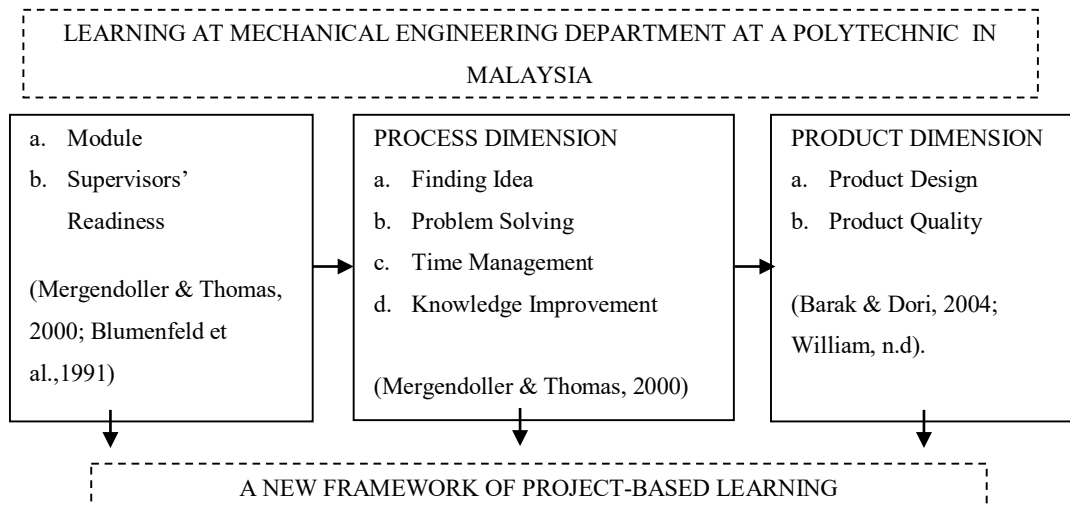 LEARNING AT MECHANICAL ENGINEERING DEPARTMENT AT A POLYTECHNIC IN
MALAYSIA
a. Module
b. Supervisors’
Readiness
(Mergendoller & Thomas,
2000; Blumenfeld et
al.,1991)
PROCESS DIMENSION
a. Finding Idea
b. Problem Solving
c. Time Management
d. Knowledge Improvement
(Mergendoller & Thomas, 2000)
PRODUCT DIMENSION
a. Product Design
b. Product Quality
(Barak & Dori, 2004;
William, n.d).
A NEW FRAMEWORK OF PROJECT-BASED LEARNING